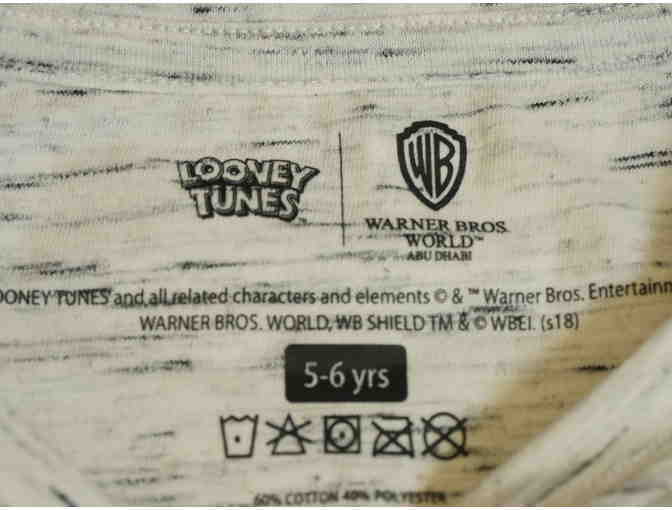 LOONEY
TUNES
WB
WARNER BROS.
WORLD™
ABU DHABI
OONEY TUNES and all related characters and elements © & ™ Warner Bros. Entertainm
WARNER BROS. WORLD, WB SHIELD TM & © WBEI. (s18)
5-6 yrs
60% COTTON 40% POLYESTER